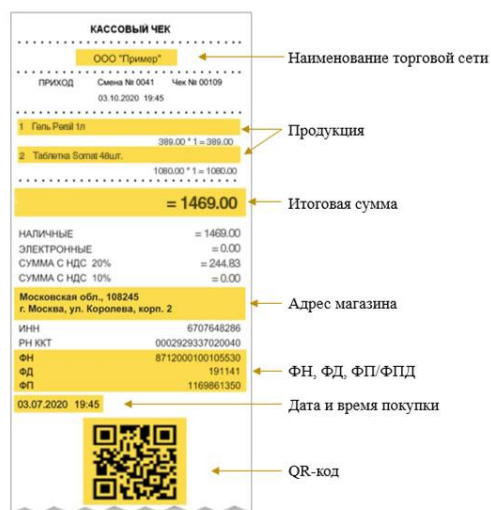 КАССОВЫЙ ЧЕК
ООО "Пример"
Наименование торговой сети
ПРИХОД Смена № 0041 Чек № 00109
03.10.2020 19:45
1 Гель Persil 1л
389.00 * 1 = 389.00
Продукция
2 Таблетка Somat 48шт.
1080.00 * 1 = 1080.00
= 1469.00
Итоговая сумма
НАЛИЧНЫЕ = 1469.00
ЭЛЕКТРОННЫЕ = 0.00
СУММА С НДС 20% = 244.83
СУММА С НДС 10% = 0.00
Московская обл., 108245
г. Москва, ул. Королева, корп. 2
Адрес магазина
ИНН 6707648286
РН ККТ 0002929337020040
ФН 8712000100105530
ФД 191141
ФП 1169861350
ФН, ФД, ФП/ФПД
03.07.2020 19:45
Дата и время покупки
QR-код